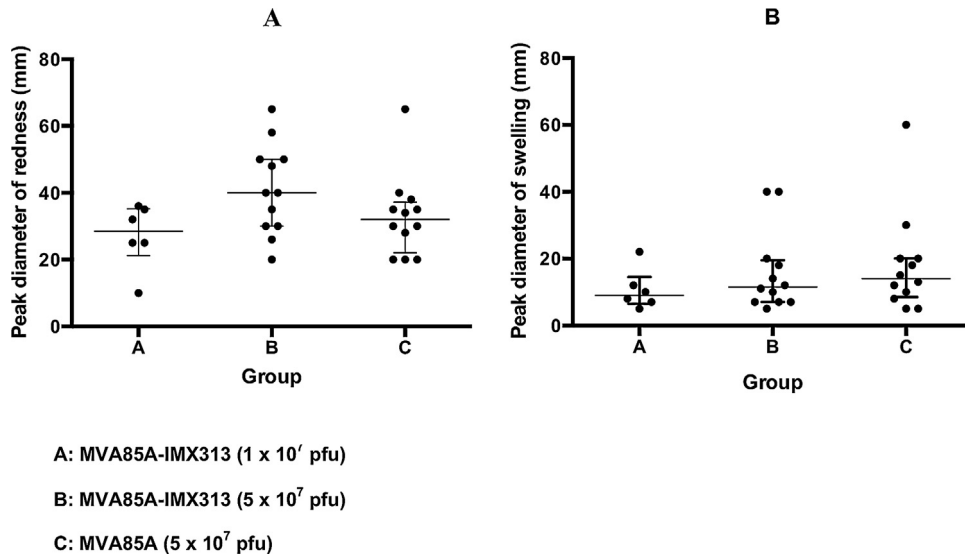 A
B
Peak diameter of redness (mm)
80
60
40
20
0
A
B
C
Group
Peak diameter of swelling (mm)
80
60
40
20
0
A
B
C
Group
A: MVA85A-IMX313 (1 x 10⁷ pfu)
B: MVA85A-IMX313 (5 x 10⁷ pfu)
C: MVA85A (5 x 10⁷ pfu)